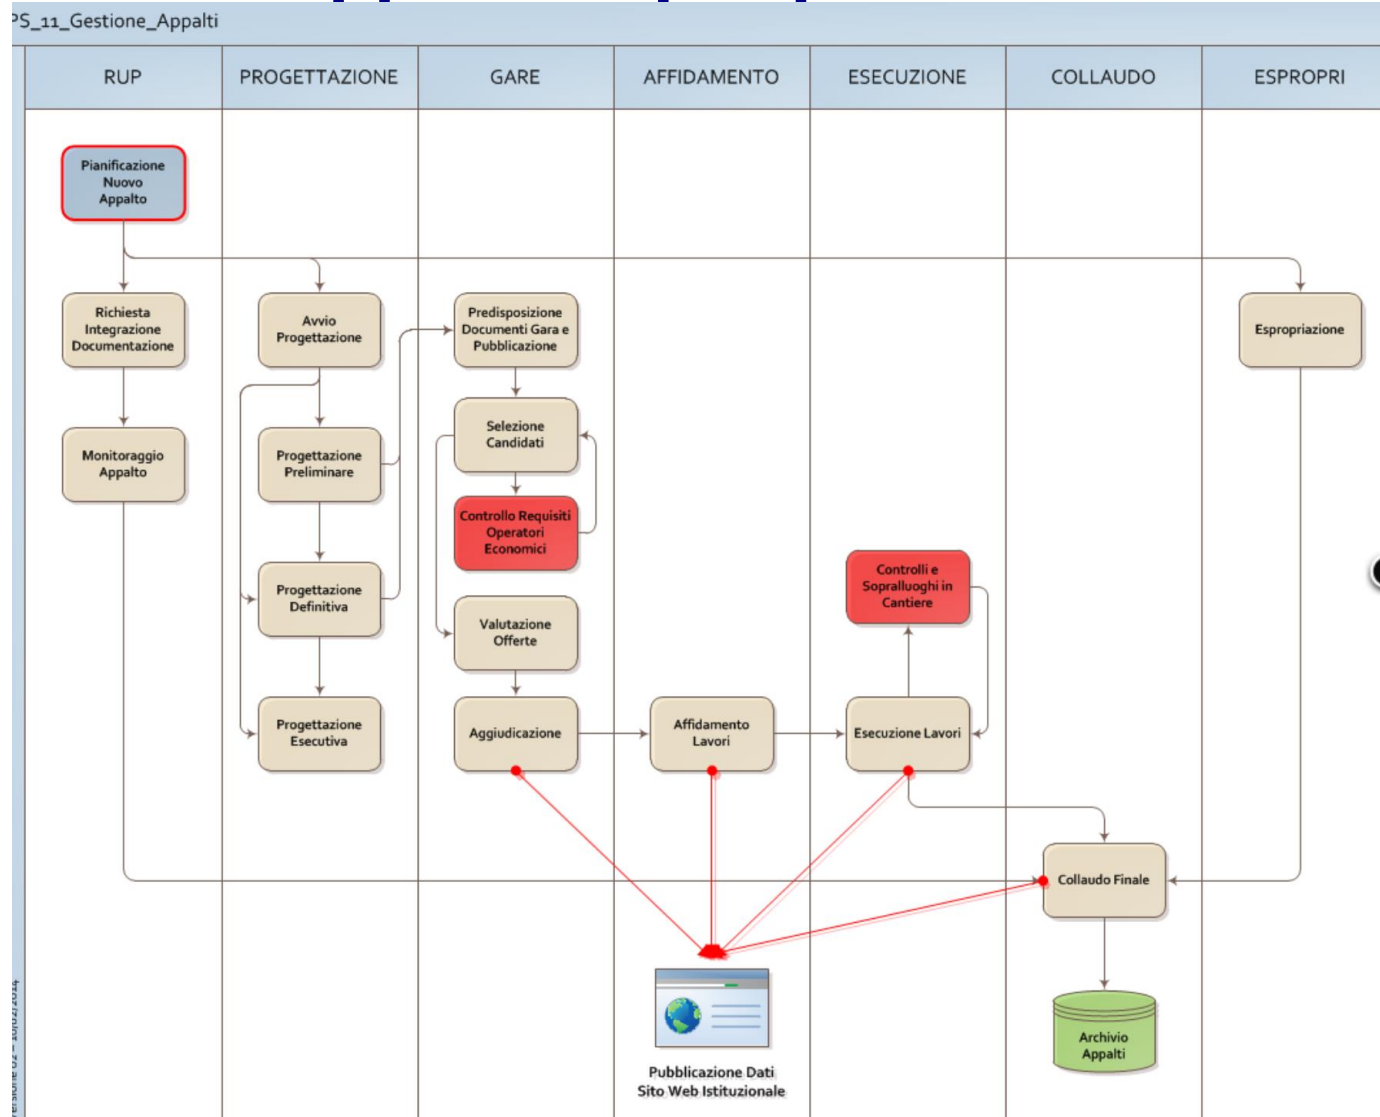 PS_11_Gestione_Appalti
RUP
PROGETTAZIONE
GARE
AFFIDAMENTO
ESECUZIONE
COLLAUDO
ESPROPRI
Pianificazione
Nuovo
Appalto
Richiesta
Integrazione
Documentazione
Avvio
Progettazione
Predisposizione
Documenti Gara e
Pubblicazione
Espropriazione
Monitoraggio
Appalto
Progettazione
Preliminare
Selezione
Candidati
Controllo Requisiti
Operatori
Economici
Progettazione
Definitiva
Valutazione
Offerte
Controlli e
Sopralluoghi in
Cantiere
Progettazione
Esecutiva
Aggiudicazione
Affidamento
Lavori
Esecuzione Lavori
Collaudo Finale
Archivio
Appalti
Pubblicazione Dati
Sito Web Istituzionale